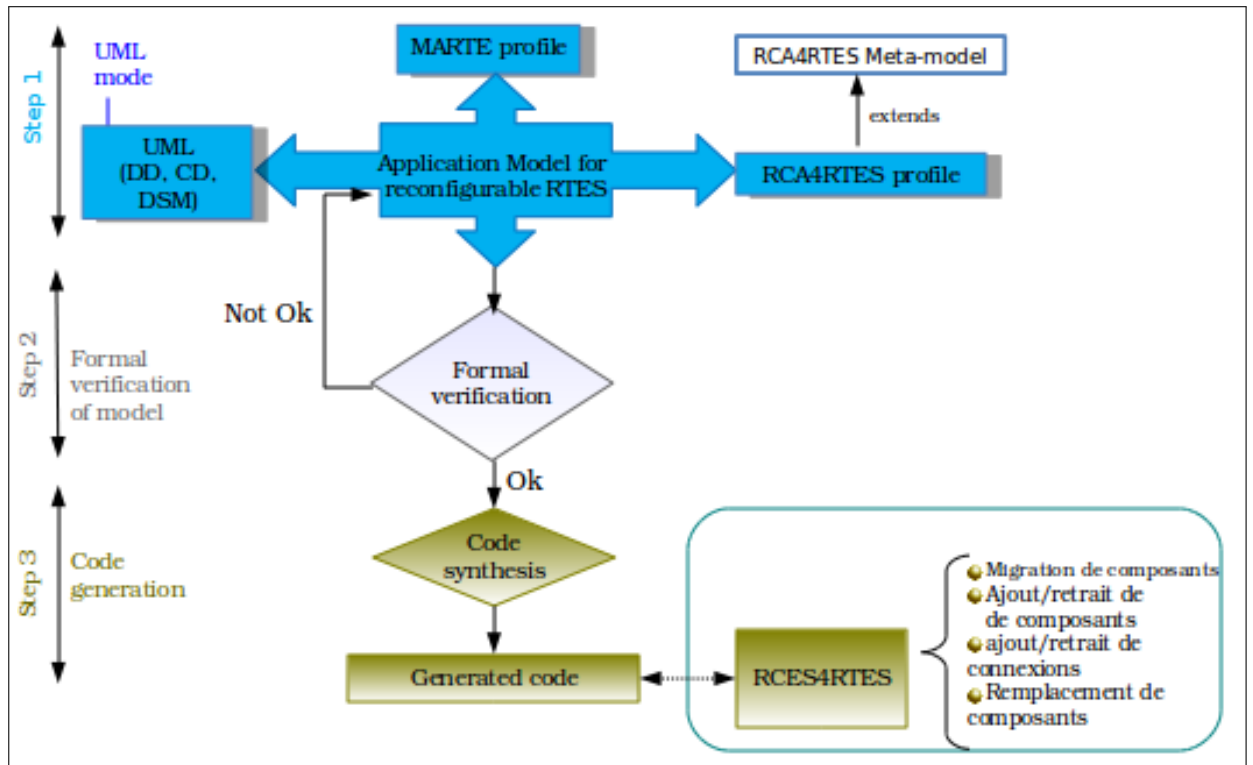 Step 1
UML
mode
MARTE profile
RCA4RTES Meta-model
extends
UML
(DD, CD,
DSM)
Application Model for
reconfigurable RTES
RCA4RTES profile
Step 2
Formal
verification
of model
Not Ok
Formal
verification
Ok
Step 3
Code
generation
Code
synthesis
Generated code
RCES4RTES
Migration de composants
Ajout/retrait de
de composants
ajout/retrait de
connexions
Remplacement de
composants